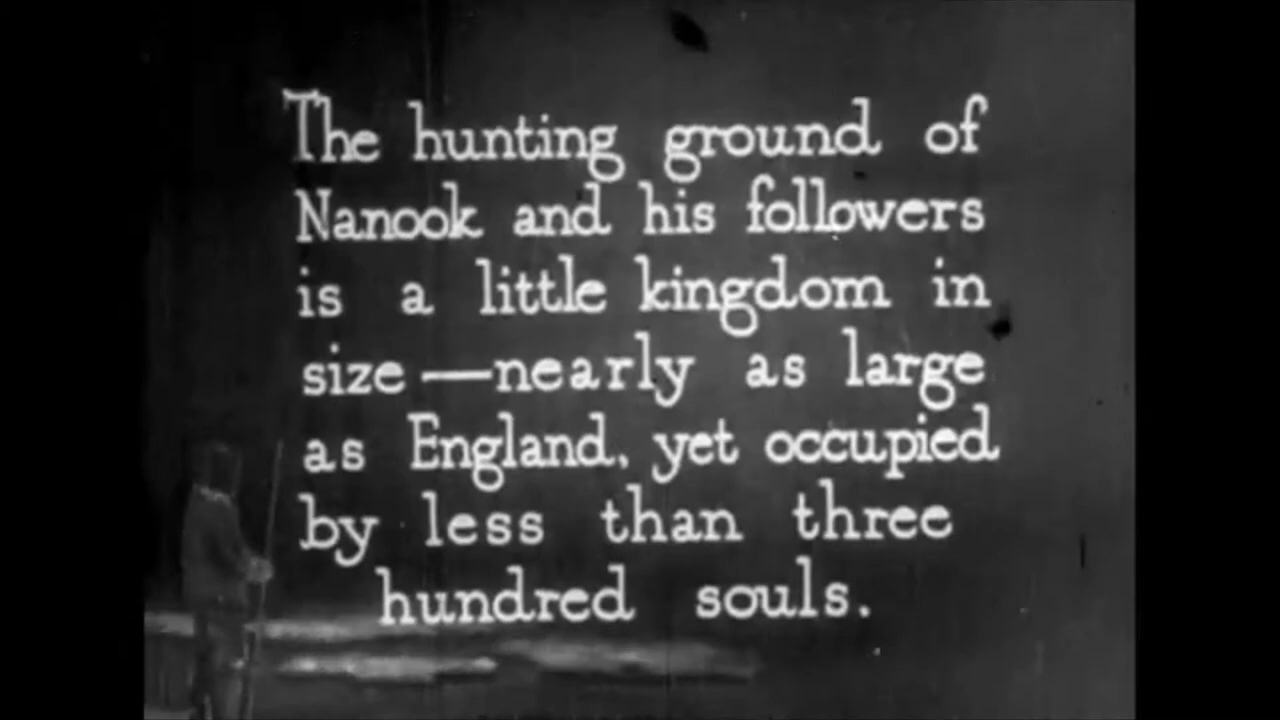 The hunting ground of
Nanook and his followers
is a little kingdom in
size—nearly as large
as England, yet occupied
by less than three
hundred souls.